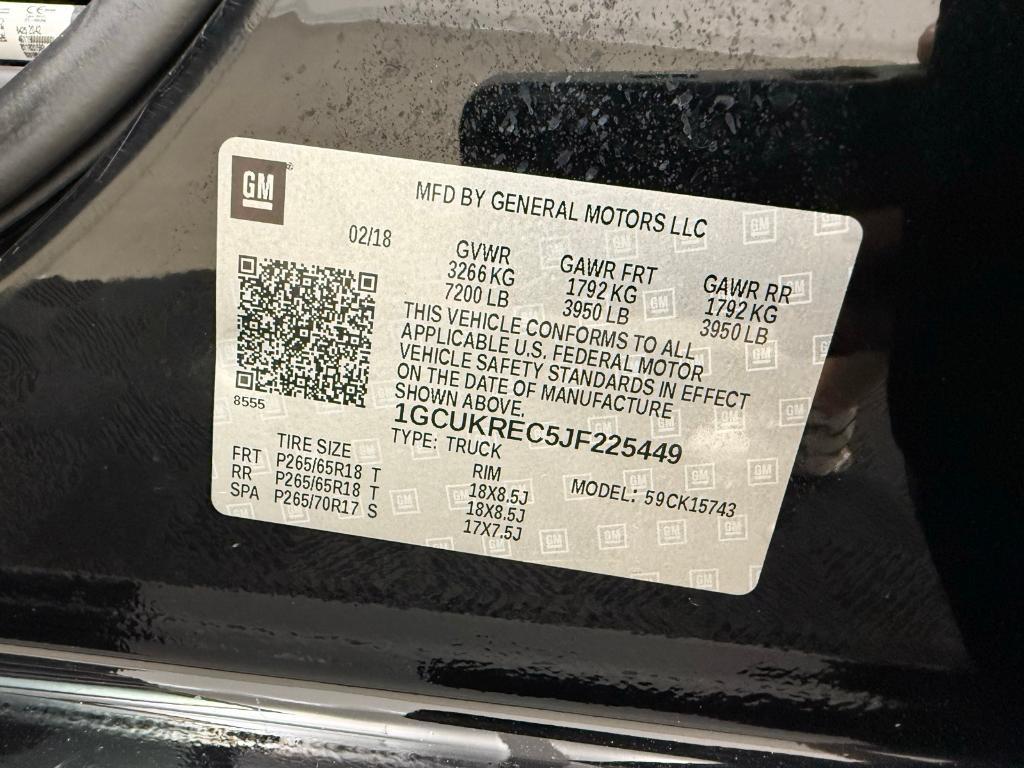 GM
MFD BY GENERAL MOTORS LLC
02/18
GVWR
3266 KG
7200 LB
GAWR FRT
1792 KG
3950 LB
GAWR RR
1792 KG
3950 LB
THIS VEHICLE CONFORMS TO ALL
APPLICABLE U.S. FEDERAL MOTOR
VEHICLE SAFETY STANDARDS IN EFFECT
ON THE DATE OF MANUFACTURE
SHOWN ABOVE.
8555
1GCUKREC5JF225449
TYPE: TRUCK
TIRE SIZE RIM
FRT P265/65R18 T 18X8.5J
RR P265/65R18 T 18X8.5J
SPA P265/70R17 S 17X7.5J
MODEL: 59CK15743